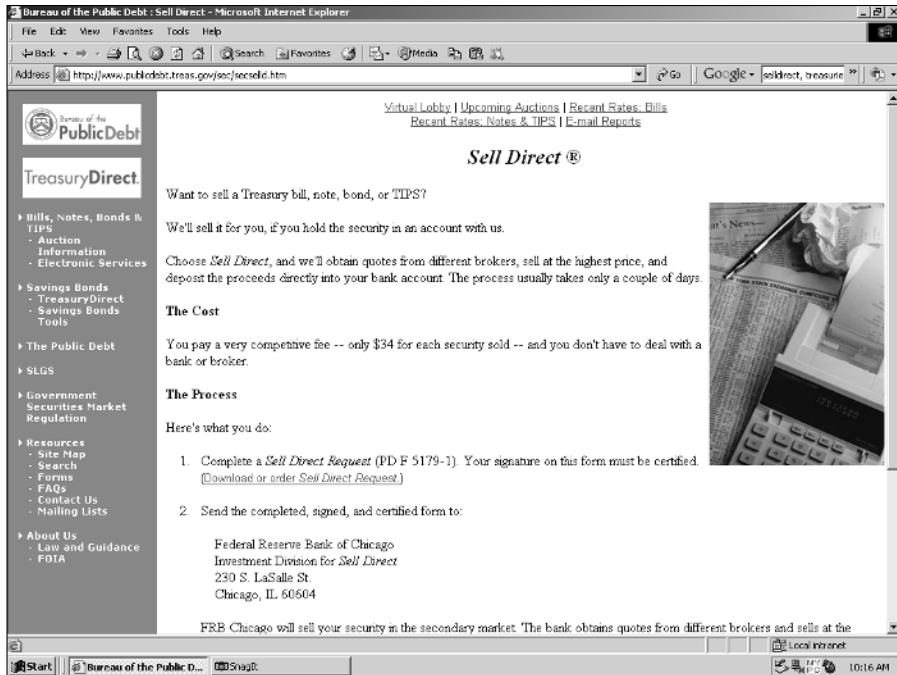 Bureau of the Public Debt : Sell Direct - Microsoft Internet Explorer
File Edit View Favorites Tools Help
Back Search Favorites Media
Address http://www.publicdebt.treas.gov/sec/secselld.htm Go Google selldirect, treasurie
Virtual Lobby | Upcoming Auctions | Recent Rates: Bills
Recent Rates: Notes & TIPS | E-mail Reports
Bureau of the
PublicDebt
TreasuryDirect.
Bills, Notes, Bonds &
TIPS
- Auction
Information
- Electronic Services
Savings Bonds
- TreasuryDirect
- Savings Bonds
Tools
The Public Debt
SLGS
Government
Securities Market
Regulation
Resources
- Site Map
- Search
- Forms
- FAQs
- Contact Us
- Mailing Lists
About Us
- Law and Guidance
- FOIA
Sell Direct ®
Want to sell a Treasury bill, note, bond, or TIPS?
We'll sell it for you, if you hold the security in an account with us.
Choose Sell Direct, and we'll obtain quotes from different brokers, sell at the highest price, and
deposit the proceeds directly into your bank account. The process usually takes only a couple of days.
The Cost
You pay a very competitive fee -- only $34 for each security sold -- and you don't have to deal with a
bank or broker.
The Process
Here's what you do:
1. Complete a Sell Direct Request (PD F 5179-1). Your signature on this form must be certified.
(Download or order Sell Direct Request.)
2. Send the completed, signed, and certified form to:
Federal Reserve Bank of Chicago
Investment Division for Sell Direct
230 S. LaSalle St.
Chicago, IL 60604
FRB Chicago will sell your security in the secondary market. The bank obtains quotes from different brokers and sells at the
Local intranet
Start Bureau of the Public D... SnagIt 10:16 AM